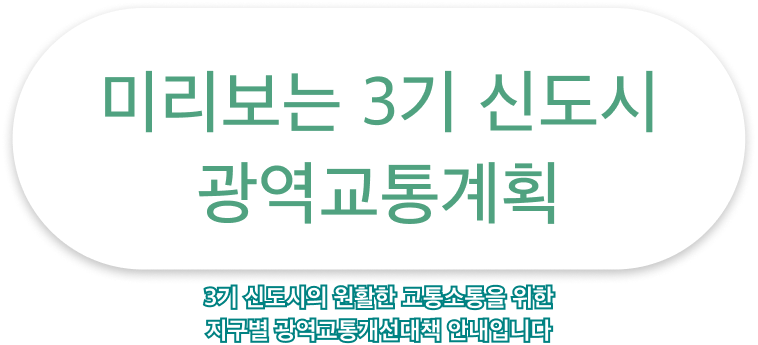 미리보는 3기 신도시
광역교통계획
3기 신도시의 원활한 교통소통을 위한
지구별 광역교통개선대책 안내입니다